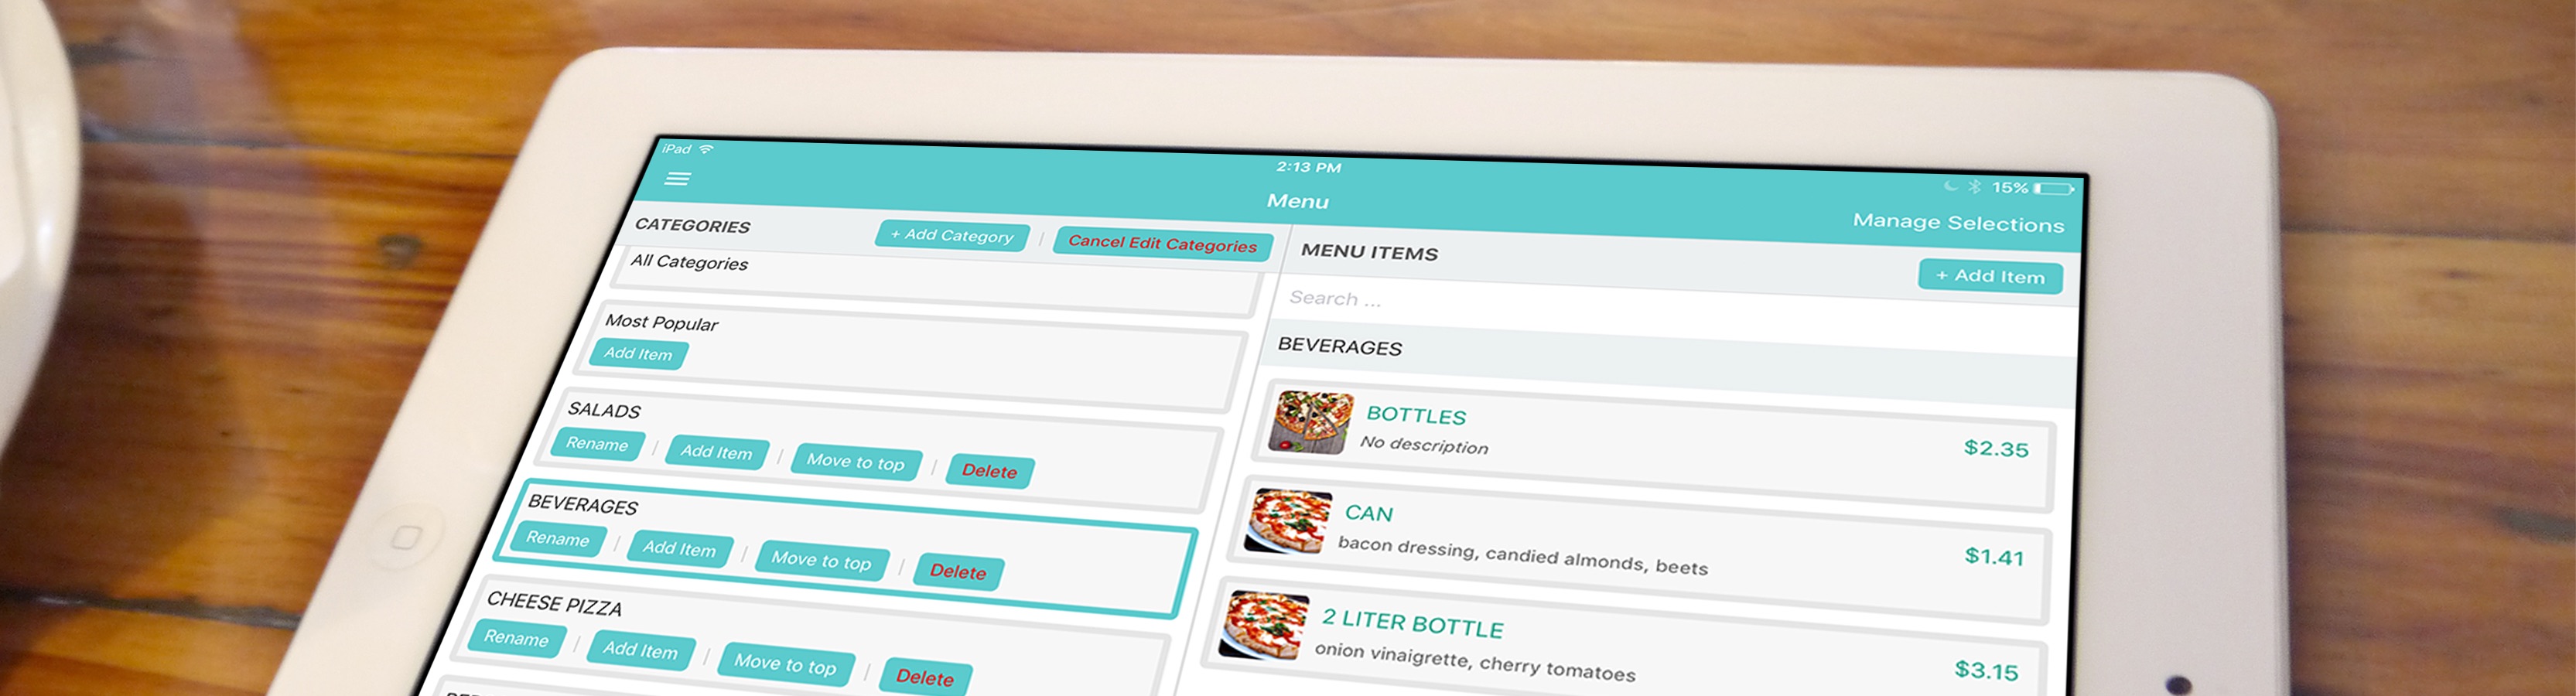 iPad
2:13 PM
15%
Menu
Manage Selections
CATEGORIES
+ Add Category
Cancel Edit Categories
All Categories
Most Popular
Add Item
SALADS
Rename
Add Item
Move to top
Delete
BEVERAGES
Rename
Add Item
Move to top
Delete
CHEESE PIZZA
Rename
Add Item
Move to top
Delete
MENU ITEMS
+ Add Item
Search ...
BEVERAGES
BOTTLES
No description
$2.35
CAN
bacon dressing, candied almonds, beets
$1.41
2 LITER BOTTLE
onion vinaigrette, cherry tomatoes
$3.15